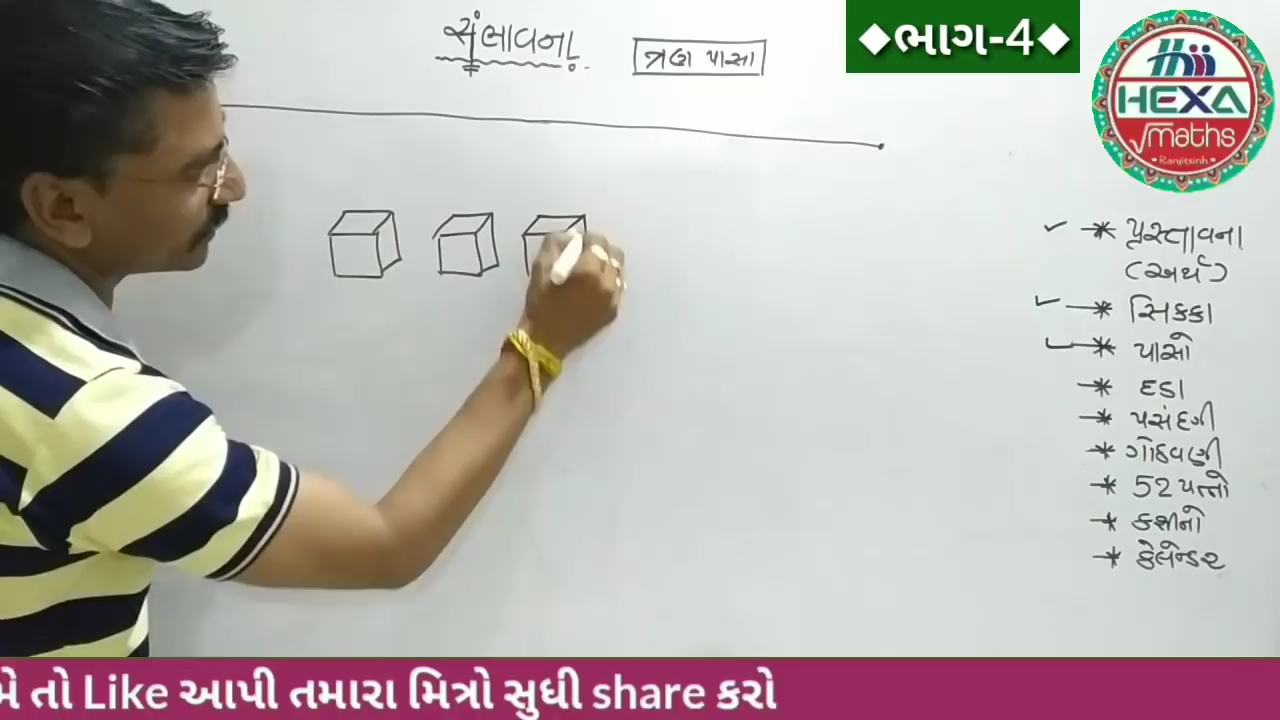 સંભાવના
ત્રણ પાસા
◆ભાગ-4◆
HEXA
maths
Ranjitsinh
* પ્રસ્તાવના
(અર્થ)
* સિક્કા
* પાસો
* દડા
* પસંદગી
* ગોઠવણી
* 52 પત્તો
* કેલેન્ડર
મે તો Like આપી તમારા મિત્રો સુધી share કરો